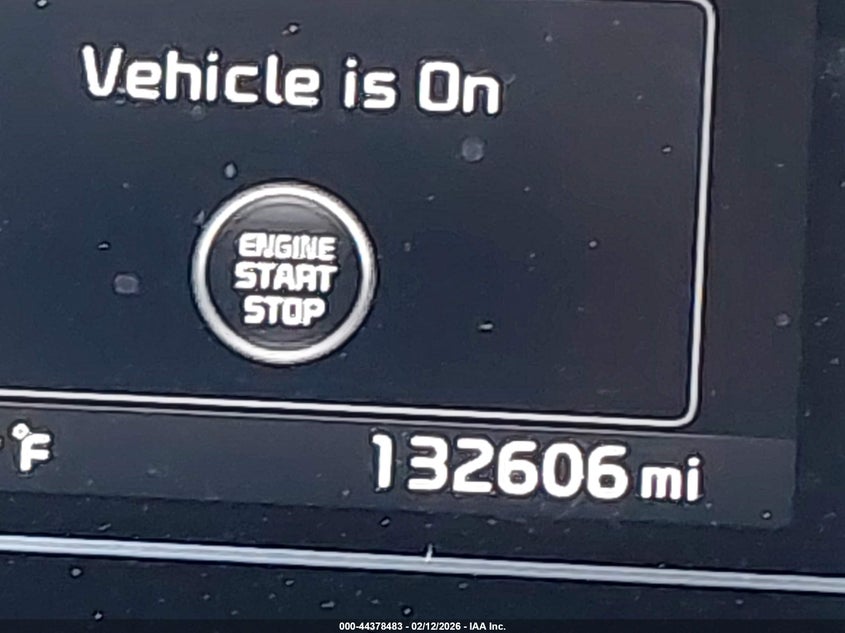 Vehicle is On
ENGINE
START
STOP
°F
132606 mi
000-44378483 - 02/12/2026 - IAA Inc.